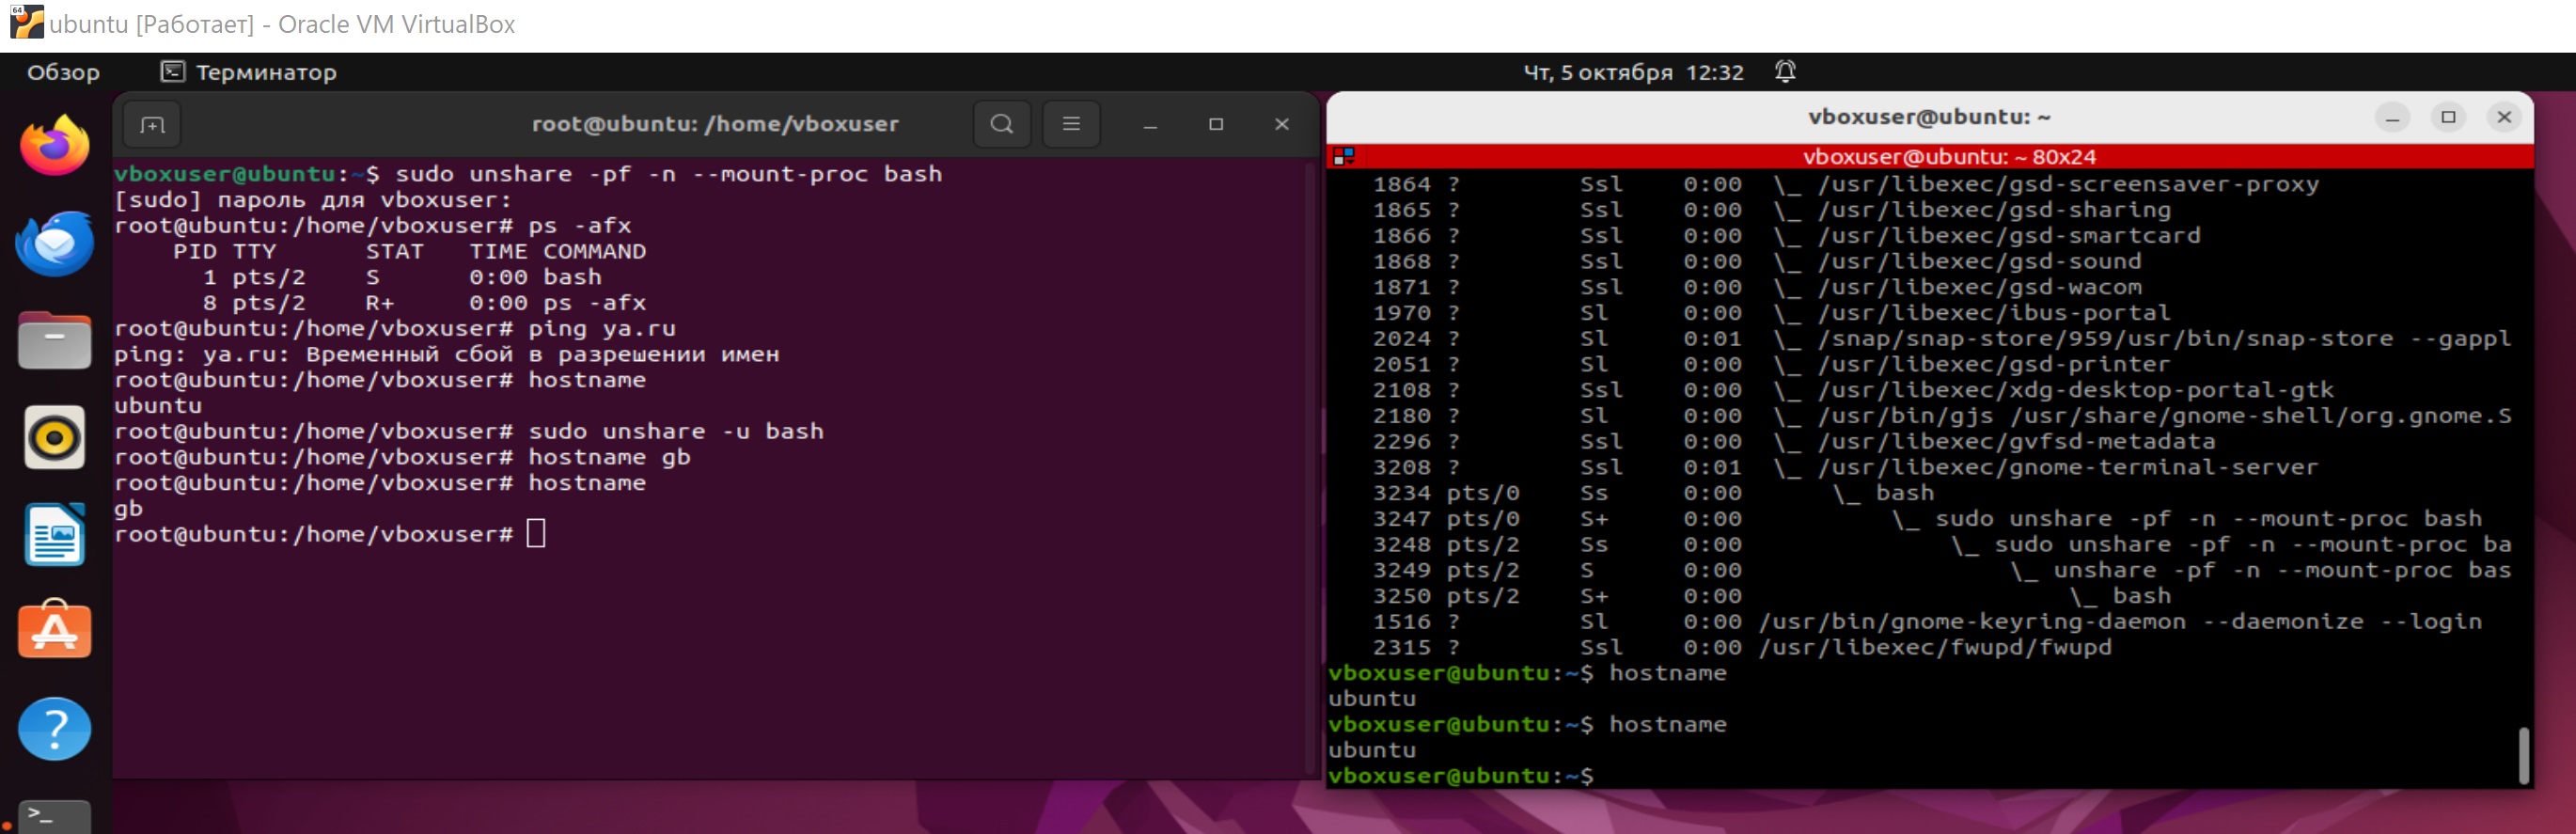 ubuntu [Работает] - Oracle VM VirtualBox
Обзор
Терминатор
Чт, 5 октября 12:32
root@ubuntu: /home/vboxuser
vboxuser@ubuntu:~$ sudo unshare -pf -n --mount-proc bash
[sudo] пароль для vboxuser:
root@ubuntu:/home/vboxuser# ps -afx
    PID TTY      STAT   TIME COMMAND
      1 pts/2    S      0:00 bash
      8 pts/2    R+     0:00 ps -afx
root@ubuntu:/home/vboxuser# ping ya.ru
ping: ya.ru: Временный сбой в разрешении имен
root@ubuntu:/home/vboxuser# hostname
ubuntu
root@ubuntu:/home/vboxuser# sudo unshare -u bash
root@ubuntu:/home/vboxuser# hostname gb
root@ubuntu:/home/vboxuser# hostname
gb
root@ubuntu:/home/vboxuser#
vboxuser@ubuntu: ~
vboxuser@ubuntu: ~ 80x24
   1864 ?        Ssl    0:00  \_ /usr/libexec/gsd-screensaver-proxy
   1865 ?        Ssl    0:00  \_ /usr/libexec/gsd-sharing
   1866 ?        Ssl    0:00  \_ /usr/libexec/gsd-smartcard
   1868 ?        Ssl    0:00  \_ /usr/libexec/gsd-sound
   1871 ?        Ssl    0:00  \_ /usr/libexec/gsd-wacom
   1970 ?        Sl     0:00  \_ /usr/libexec/ibus-portal
   2024 ?        Sl     0:01  \_ /snap/snap-store/959/usr/bin/snap-store --gappl
   2051 ?        Sl     0:00  \_ /usr/libexec/gsd-printer
   2108 ?        Ssl    0:00  \_ /usr/libexec/xdg-desktop-portal-gtk
   2180 ?        Sl     0:00  \_ /usr/bin/gjs /usr/share/gnome-shell/org.gnome.S
   2296 ?        Ssl    0:00  \_ /usr/libexec/gvfsd-metadata
   3208 ?        Ssl    0:01  \_ /usr/libexec/gnome-terminal-server
   3234 pts/0    Ss     0:00      \_ bash
   3247 pts/0    S+     0:00          \_ sudo unshare -pf -n --mount-proc bash
   3248 pts/2    Ss     0:00              \_ sudo unshare -pf -n --mount-proc ba
   3249 pts/2    S      0:00                  \_ unshare -pf -n --mount-proc bas
   3250 pts/2    S+     0:00                      \_ bash
   1516 ?        Sl     0:00 /usr/bin/gnome-keyring-daemon --daemonize --login
   2315 ?        Ssl    0:00 /usr/libexec/fwupd/fwupd
vboxuser@ubuntu:~$ hostname
ubuntu
vboxuser@ubuntu:~$ hostname
ubuntu
vboxuser@ubuntu:~$